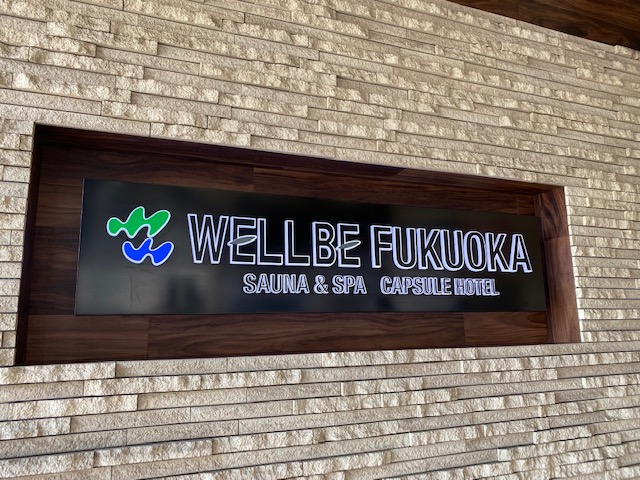 WELLBE FUKUOKA
SAUNA & SPA CAPSULE HOTEL